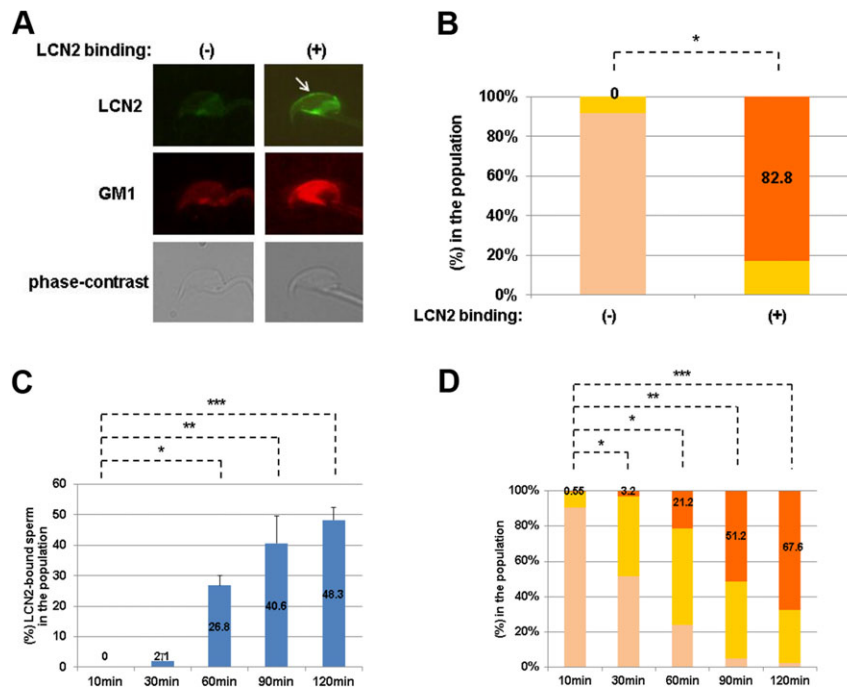 A
LCN2 binding: (-) (+)
LCN2
GM1
phase-contrast
B
*
(%) in the population
100%
80%
60%
40%
20%
0%
0
82.8
LCN2 binding: (-) (+)
C
***
**
*
(%) LCN2-bound sperm
in the population
60
50
40
30
20
10
0
0
2.1
26.8
40.6
48.3
10min 30min 60min 90min 120min
D
***
**
*
*
(%) in the population
100%
80%
60%
40%
20%
0%
0.55
3.2
21.2
51.2
67.6
10min 30min 60min 90min 120min